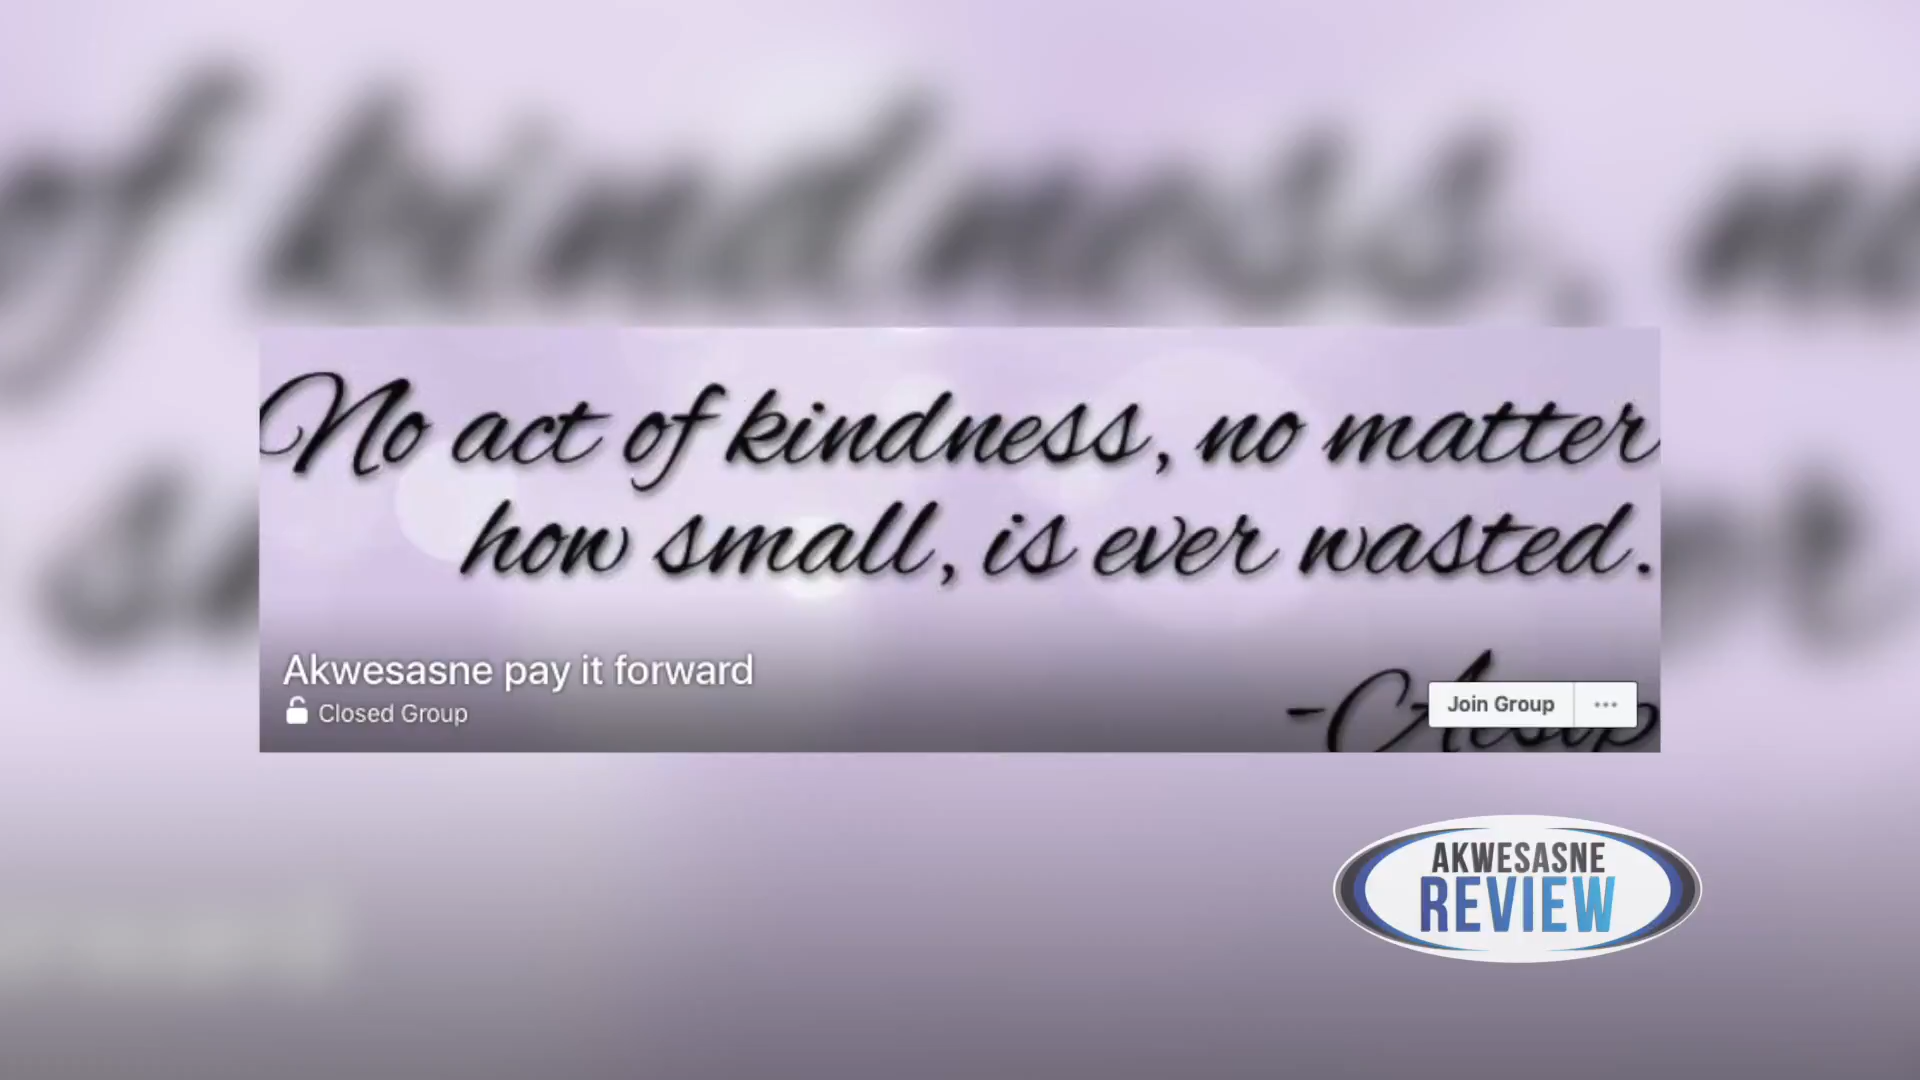 No act of kindness, no matter
how small, is ever wasted.
-Aesop
Akwesasne pay it forward
Closed Group
Join Group
AKWESASNE
REVIEW